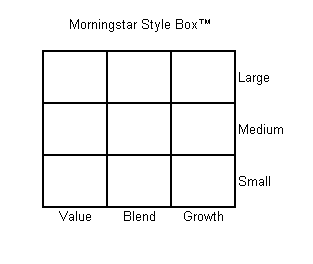 Morningstar Style Box™
Large
Medium
Small
Value Blend Growth